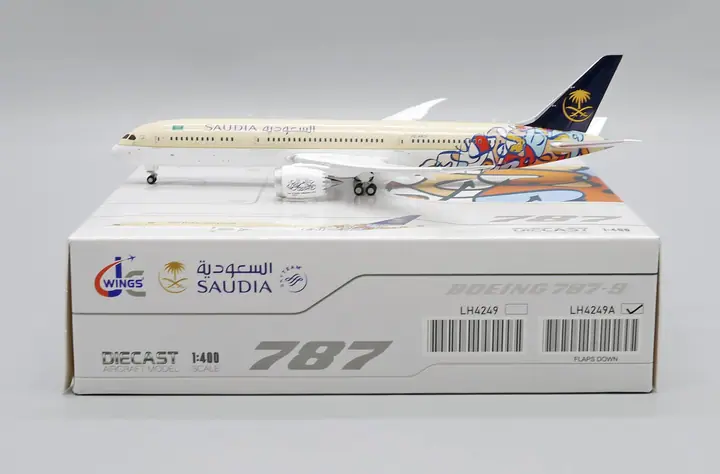 SAUDIA السعودية
787
DIECAST 1:400
JC WINGS
السعودية
SAUDIA
SKYTEAM
BOEING 787-9
LH4249
LH4249A
DIECAST
AIRCRAFT MODEL
1:400
SCALE
787
FLAPS DOWN